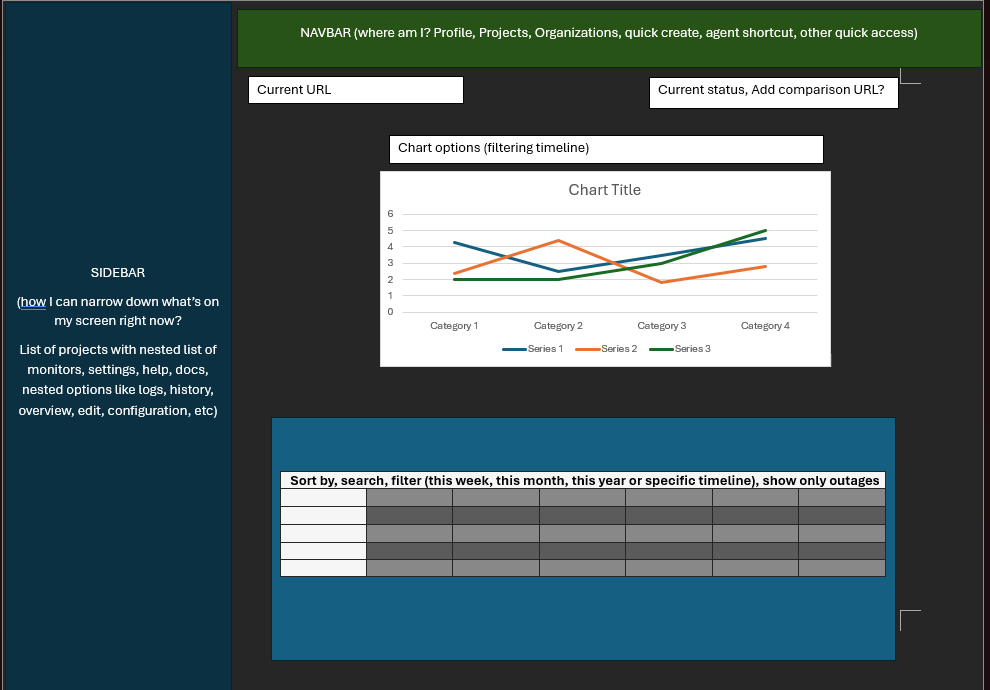 NAVBAR (where am I? Profile, Projects, Organizations, quick create, agent shortcut, other quick access)
Current URL
Current status, Add comparison URL?
Chart options (filtering timeline)
Chart Title
6
5
4
3
2
1
0
Category 1 Category 2 Category 3 Category 4
Series 1 Series 2 Series 3
SIDEBAR
(how I can narrow down what's on
my screen right now?
List of projects with nested list of
monitors, settings, help, docs,
nested options like logs, history,
overview, edit, configuration, etc)
Sort by, search, filter (this week, this month, this year or specific timeline), show only outages